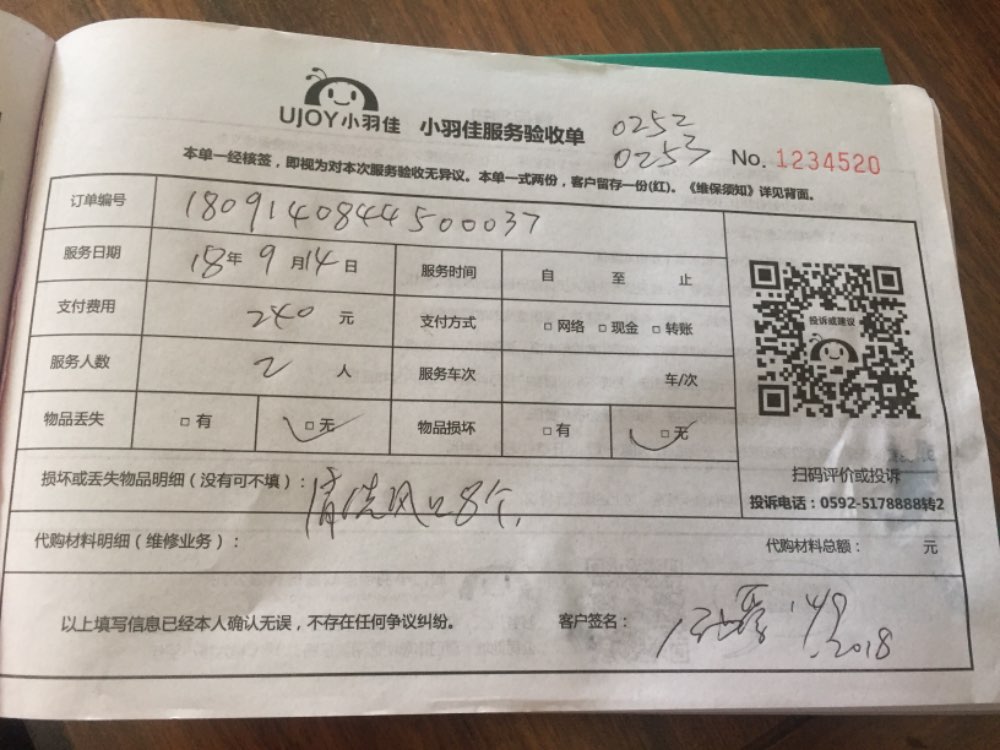 UJOY小羽佳 小羽佳服务验收单 0252
0253
No. 1234520
本单一经核签，即视为对本次服务验收无异议。本单一式两份，客户留存一份(红)。《维保须知》详见背面。
订单编号 180914084450​0037
服务日期 18年 9月14日 服务时间 自 至 止
支付费用 240 元 支付方式 □ 网络 □ 现金 □ 转账
服务人数 2 人 服务车次 车/次
物品丢失 □ 有 □ 无 物品损坏 □ 有 □ 无
投诉或建议
扫码评价或投诉
投诉电话：0592-5178888转2
损坏或丢失物品明细（没有可不填）：清洗风口8个.
代购材料明细（维修业务）： 代购材料总额： 元
以上填写信息已经本人确认无误，不存在任何争议纠纷。 客户签名： 14/9
.2018